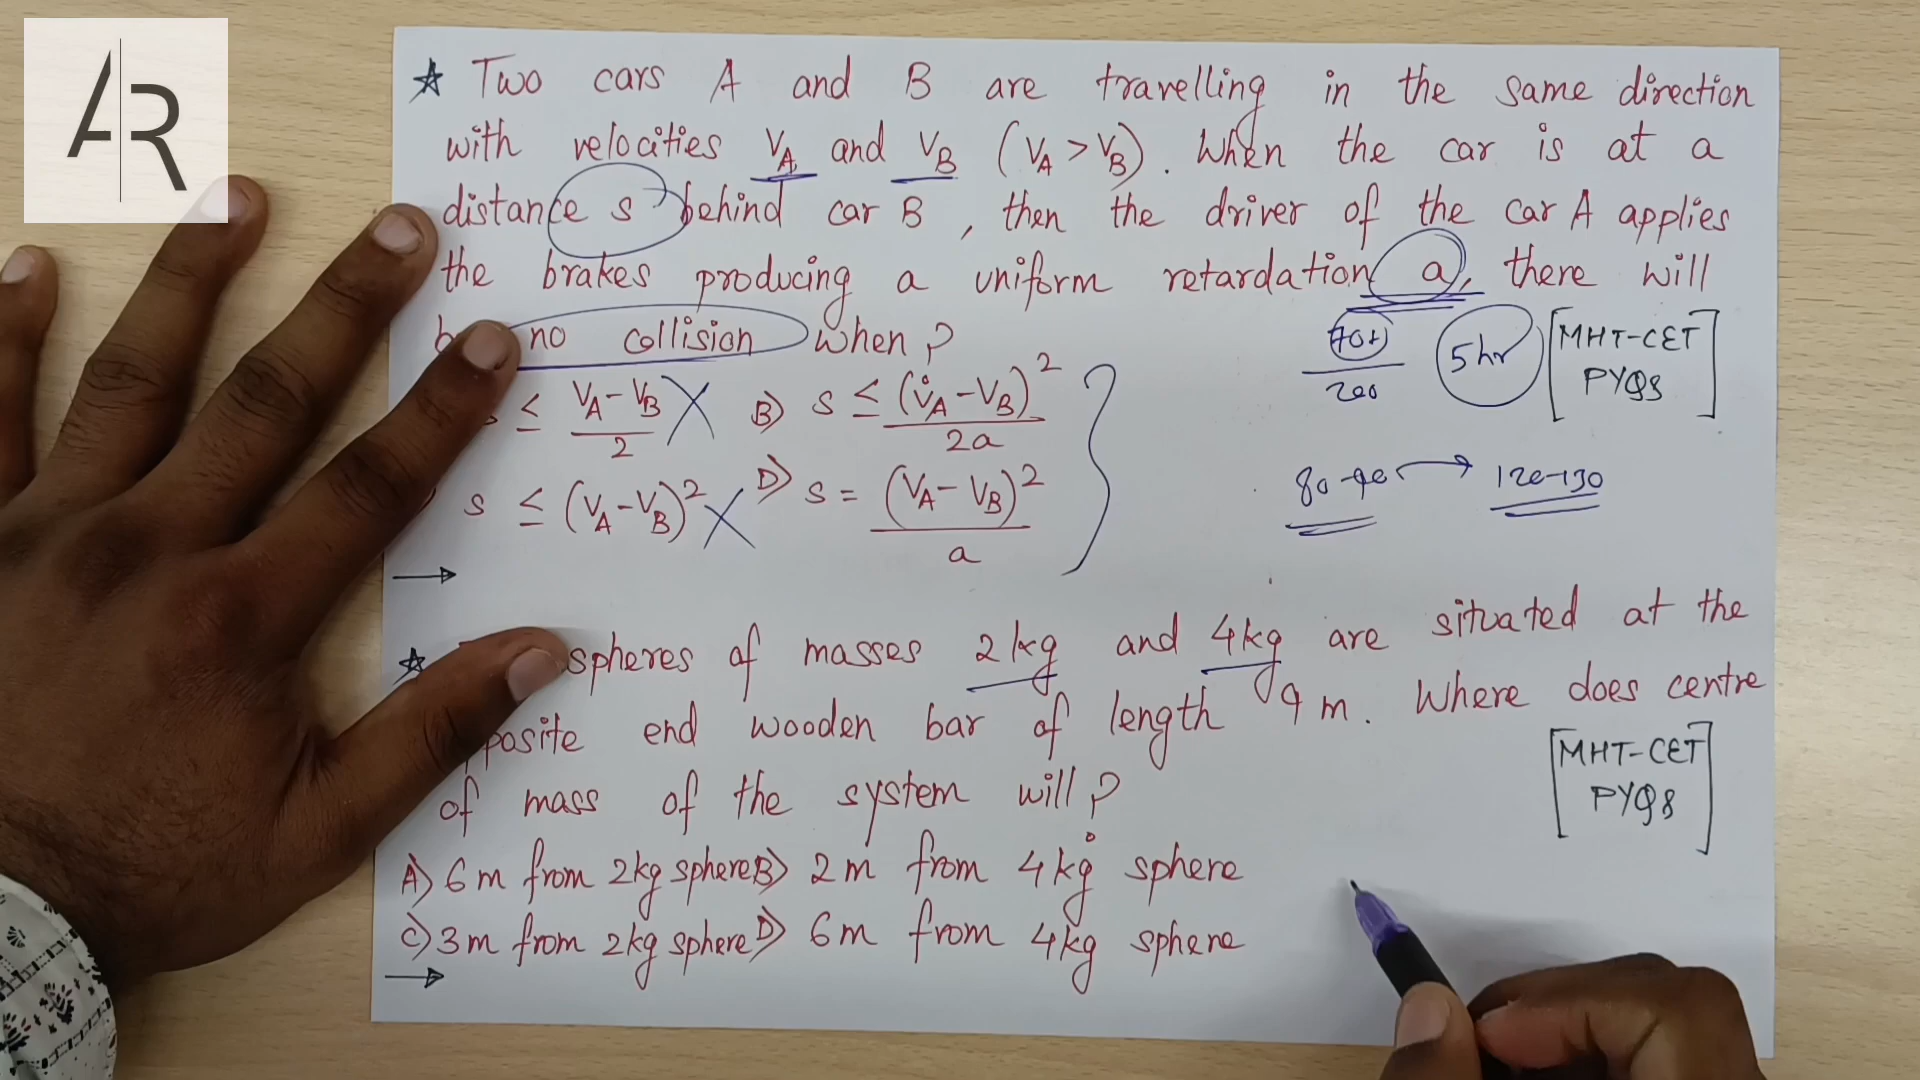 AR
☆ Two cars A and B are travelling in the same direction
with velocities VA and VB (VA > VB). When the car is at a
distance s behind car B, then the driver of the car A applies
the brakes producing a uniform retardation a, there will
no collision when?
≤ VA-VB/2 B) s ≤ (VA-VB)²/2a
s ≤ (VA-VB)² D) s = (VA-VB)²/a
70+/200 5hr [MHT-CET PYQs]
80-90 → 120-130
→
☆ spheres of masses 2kg and 4kg are situated at the
posite end wooden bar of length 9m. Where does centre
of mass of the system will?
[MHT-CET PYQs]
A) 6m from 2kg sphere B) 2m from 4kg sphere
C) 3m from 2kg sphere D) 6m from 4kg sphere
→